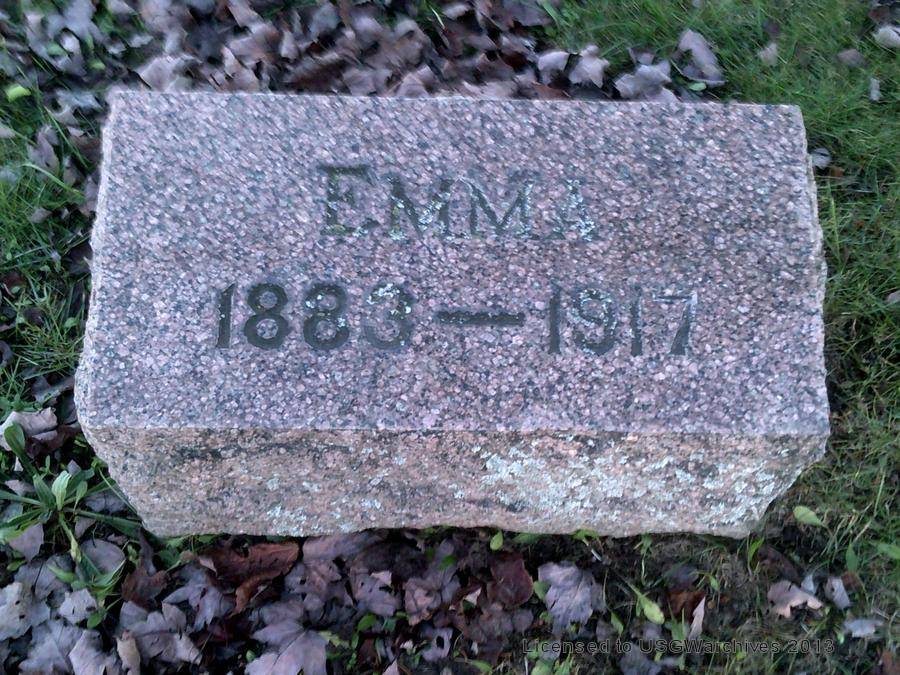 EMMA
1883 — 1917
Licensed to USGWarchives 2013